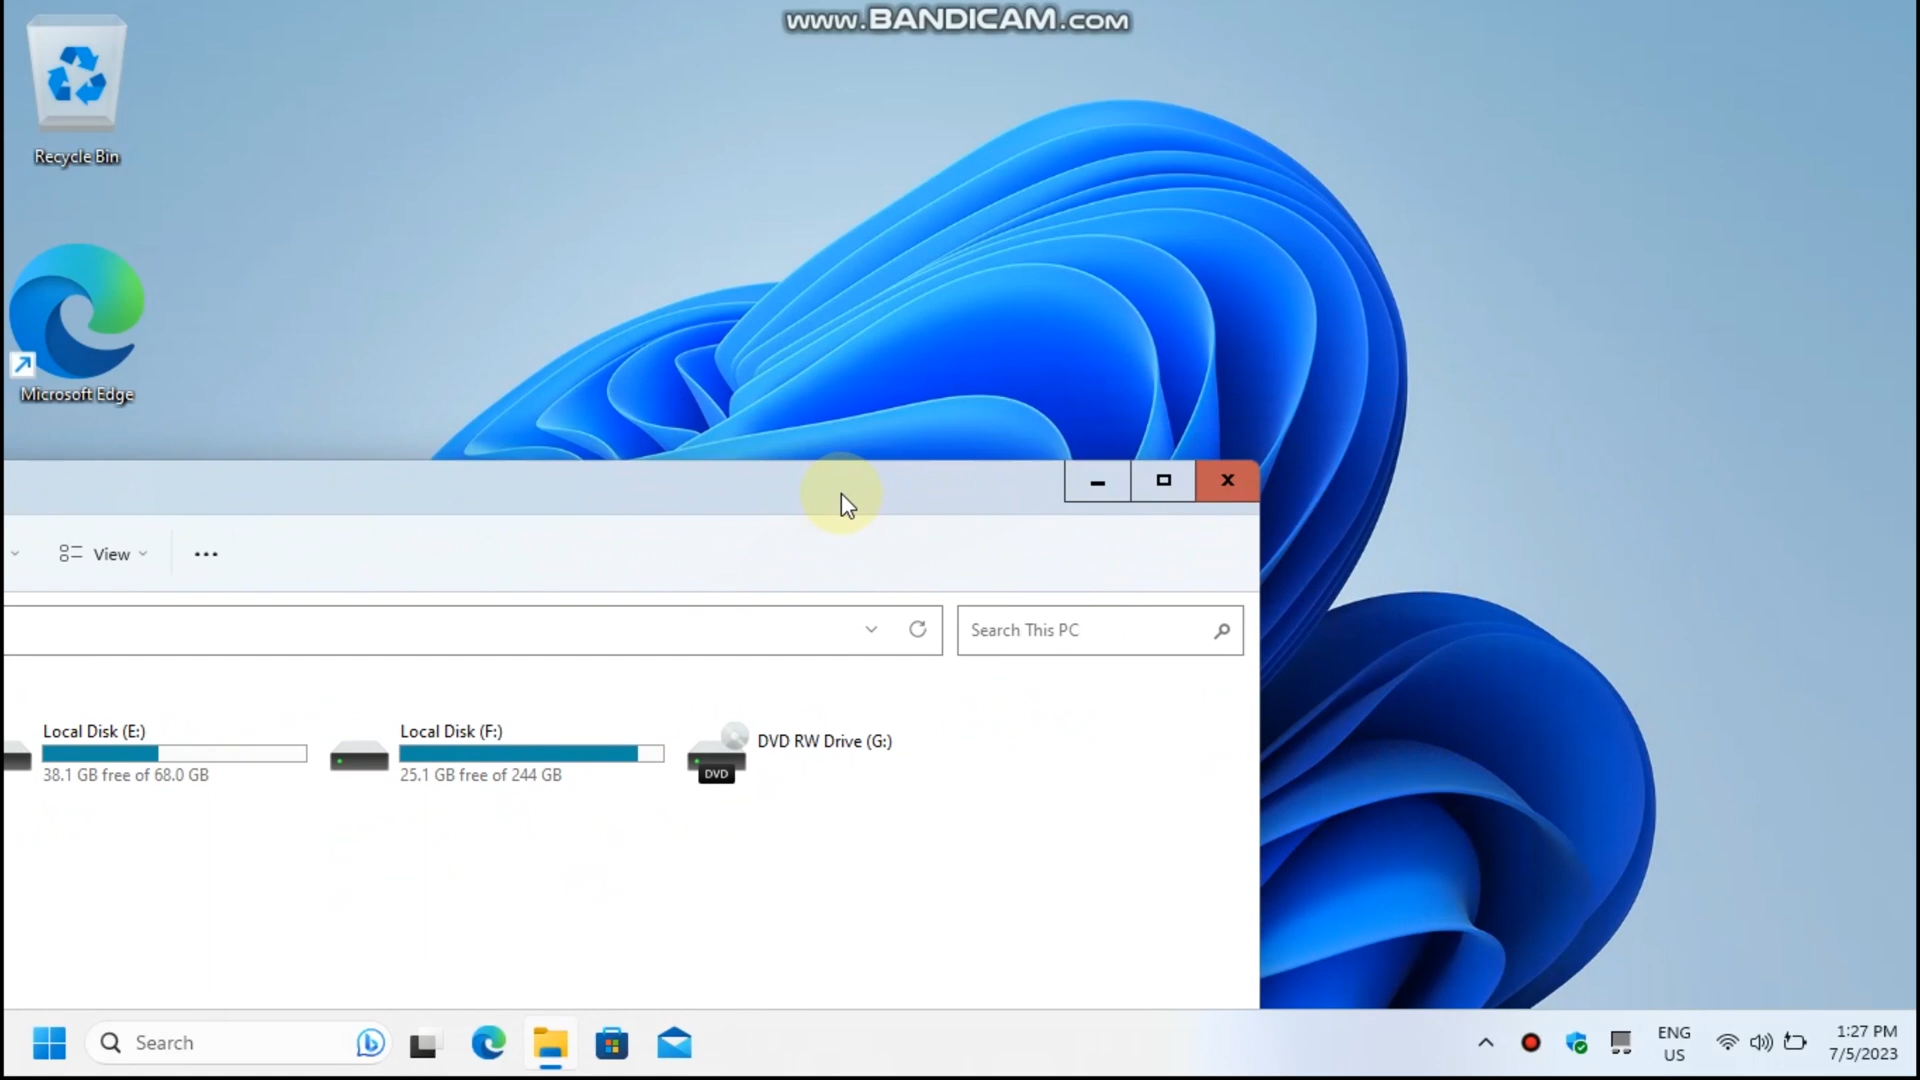 www.BANDICAM.com
Recycle Bin
Microsoft Edge
View
Search This PC
Local Disk (E:)
38.1 GB free of 68.0 GB
Local Disk (F:)
25.1 GB free of 244 GB
DVD
DVD RW Drive (G:)
Search
ENG
US
1:27 PM
7/5/2023